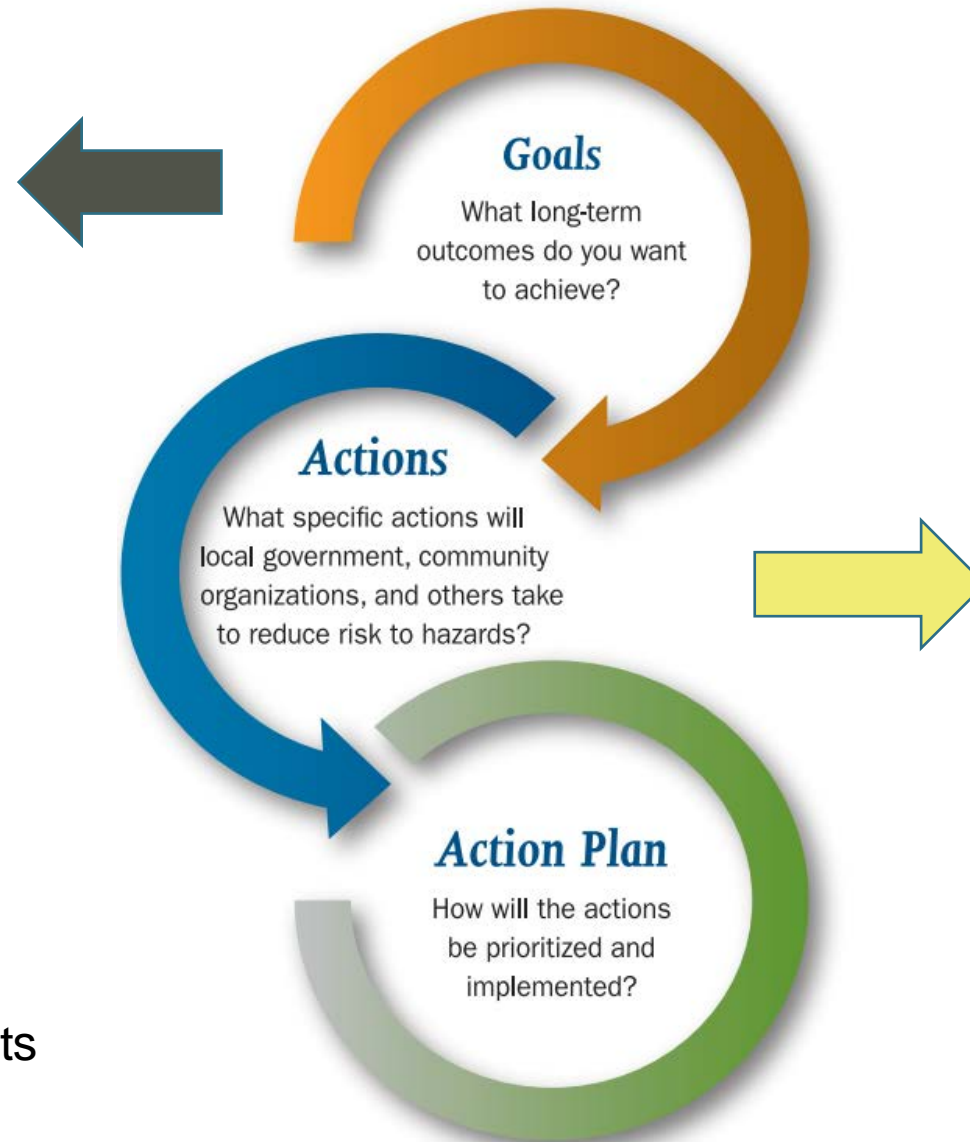 Goals
What long-term
outcomes do you want
to achieve?
Actions
What specific actions will
local government, community
organizations, and others take
to reduce risk to hazards?
Action Plan
How will the actions
be prioritized and
implemented?
ts